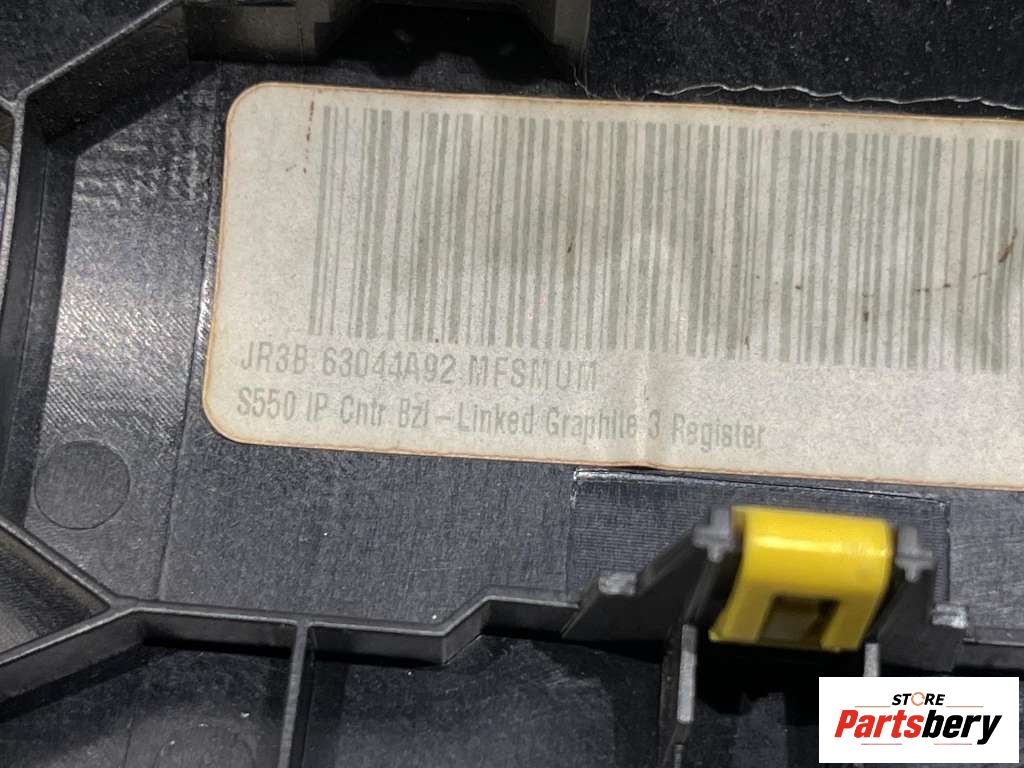 JR3B 63044A92 MFSMUM
S550 IP Cntr Bzl - Linked Graphite 3 Register
STORE
Partsbery